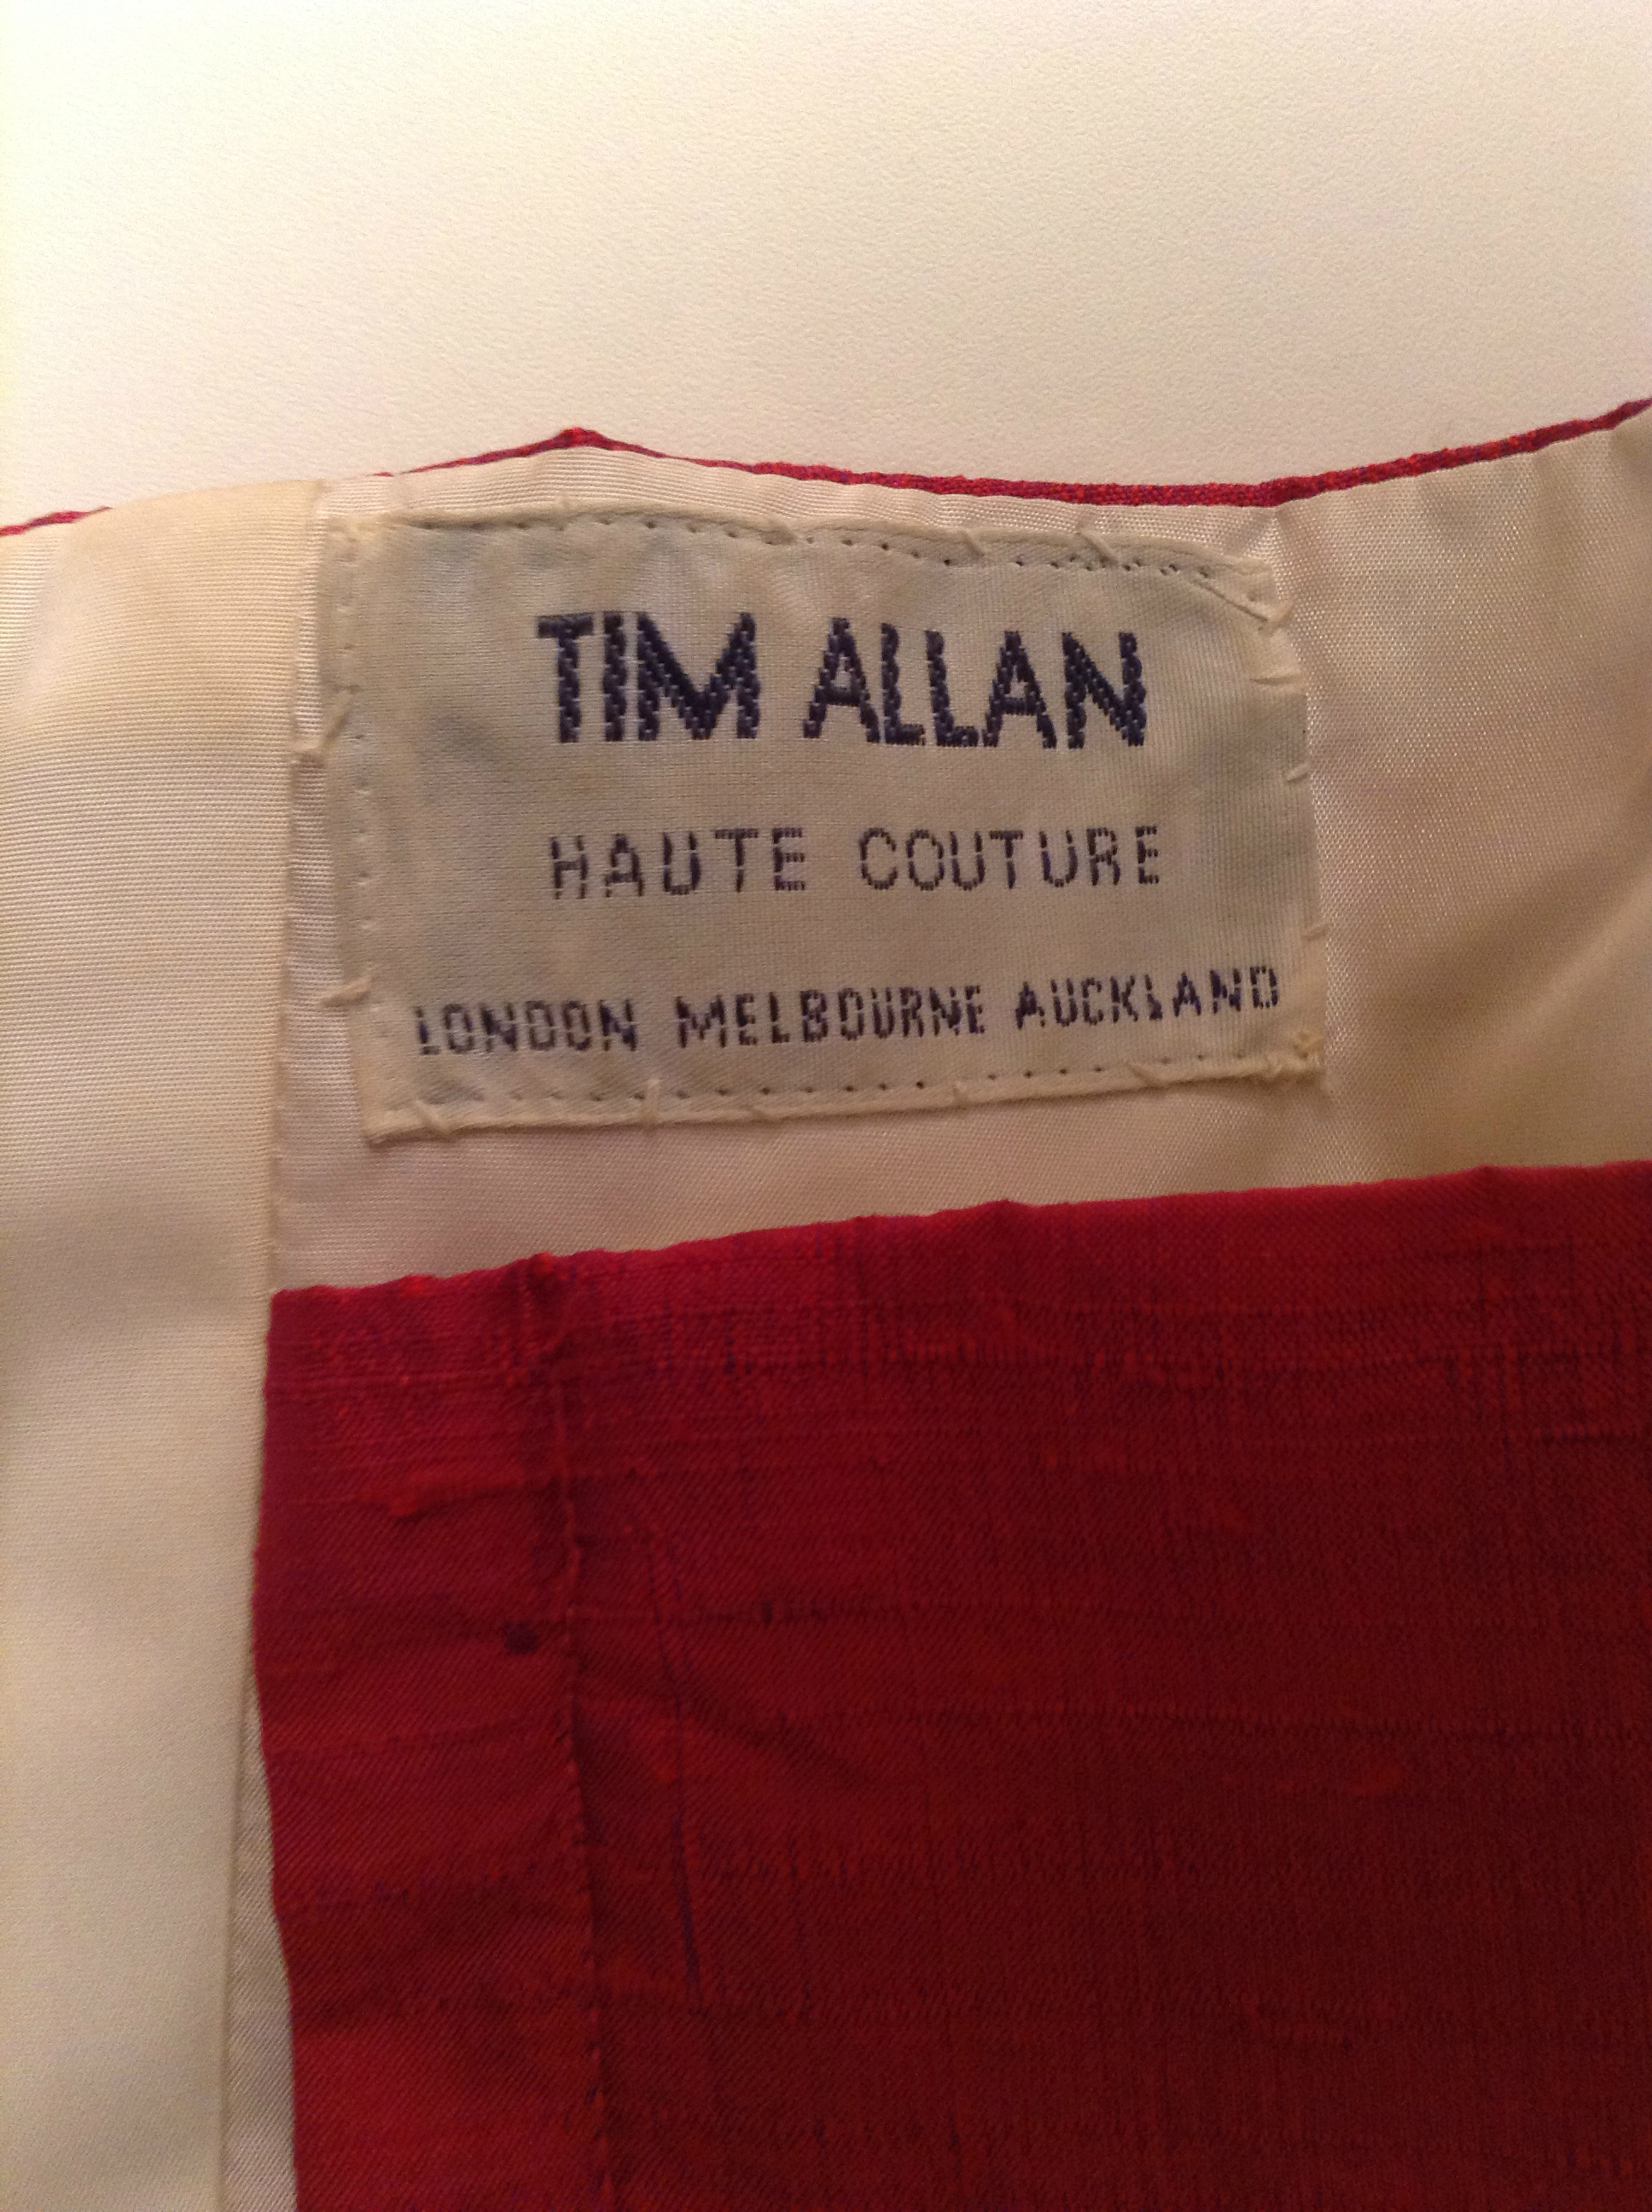 TIM ALLAN
HAUTE COUTURE
LONDON MELBOURNE AUCKLAND